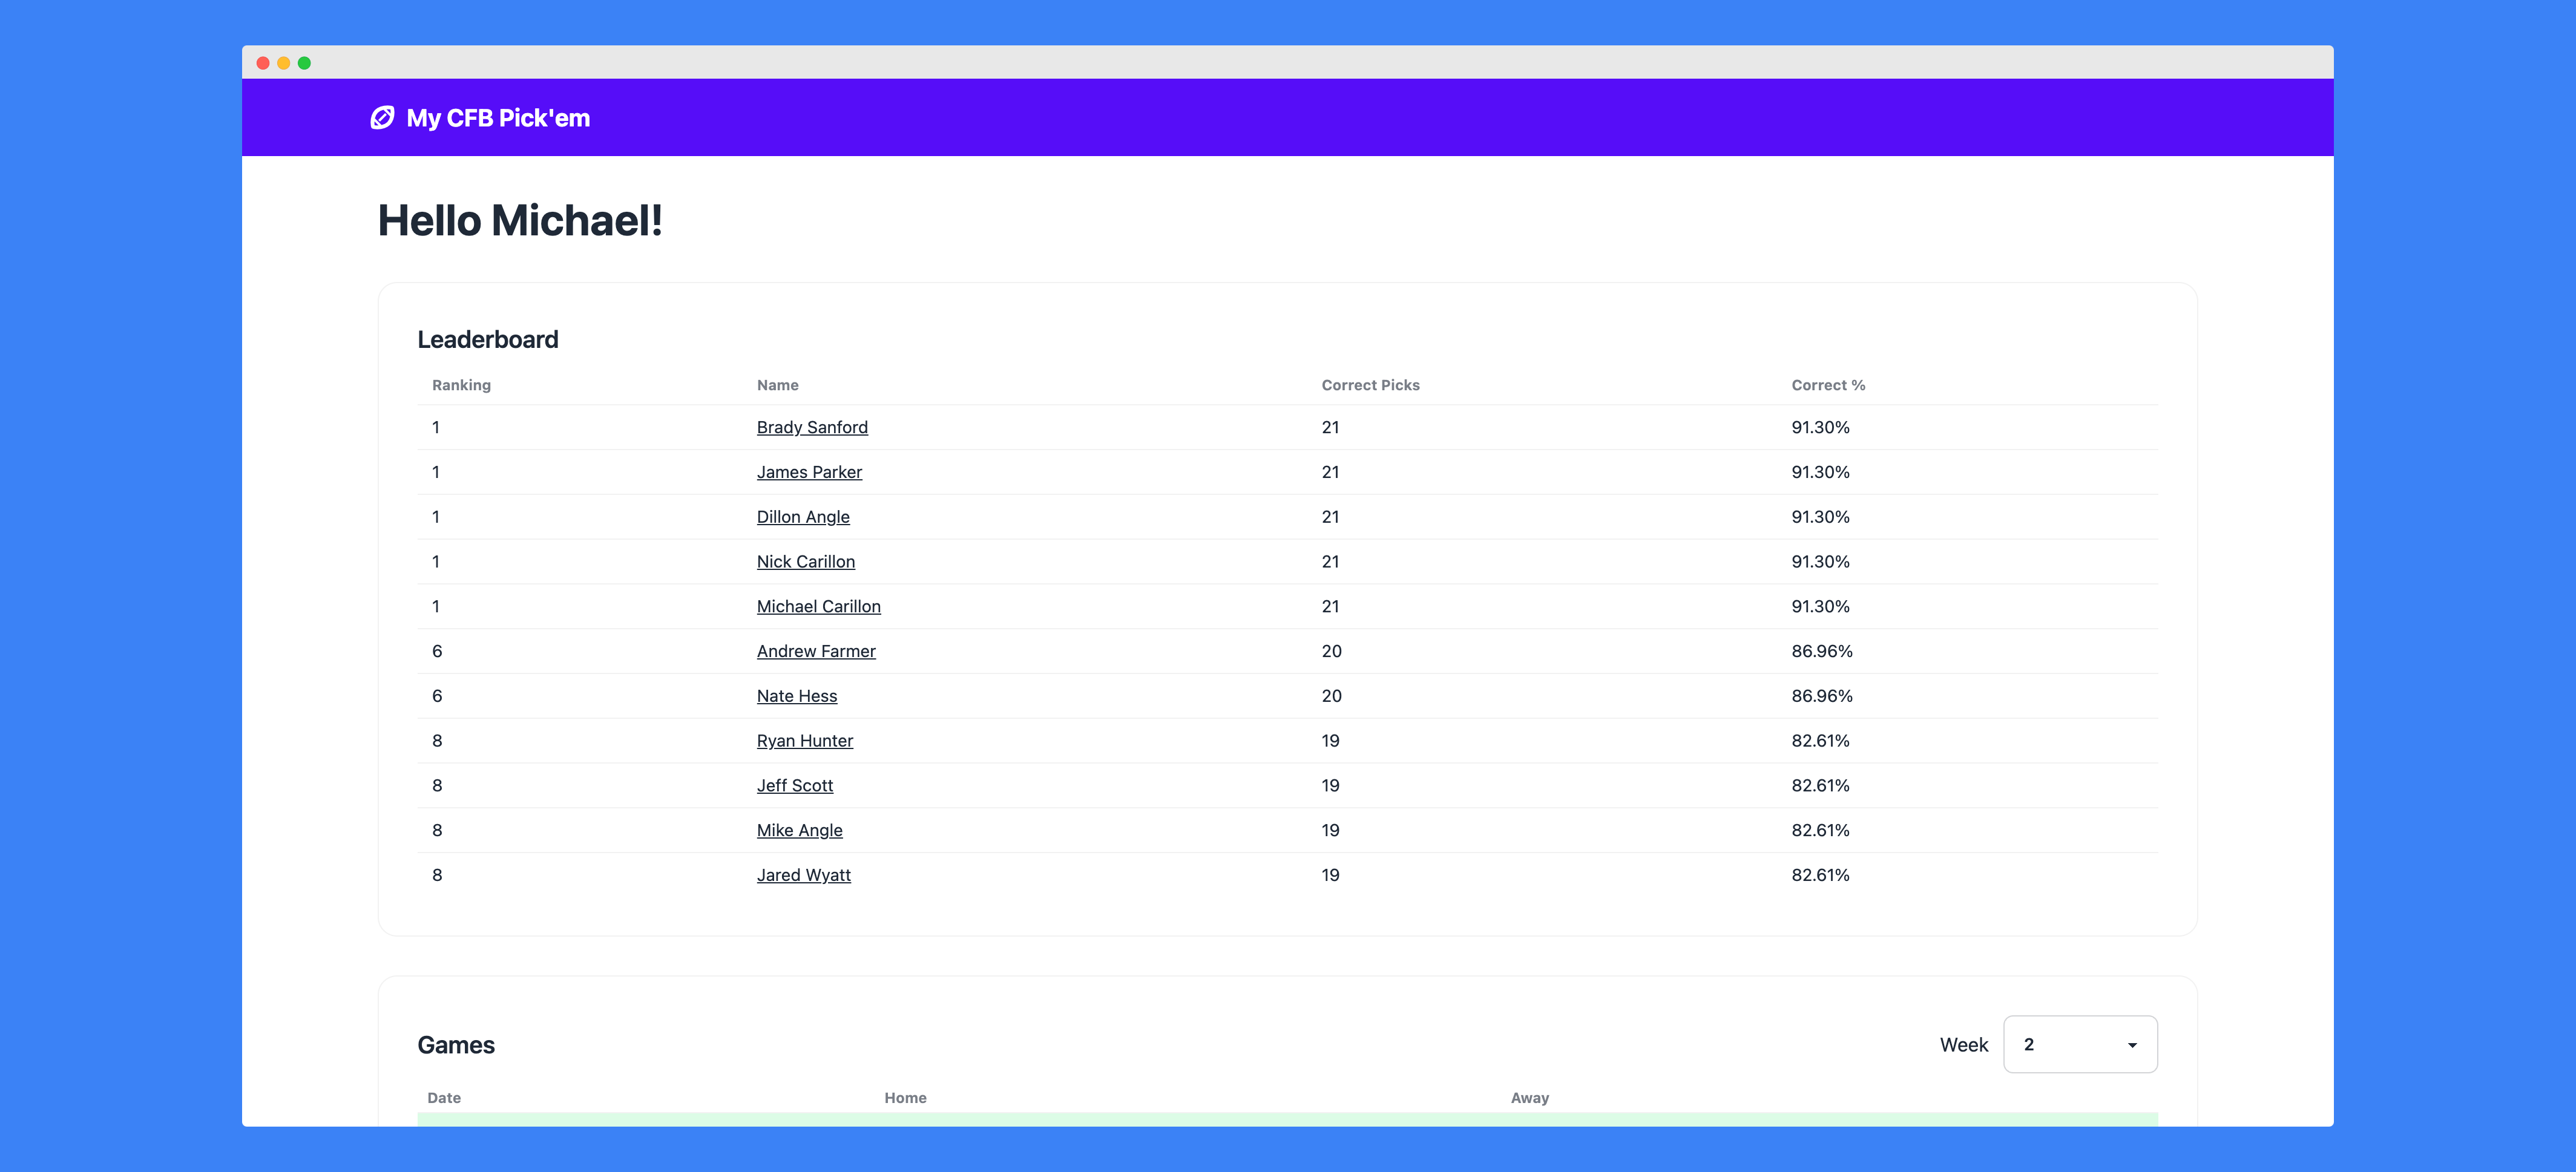 My CFB Pick'em
Hello Michael!
Leaderboard
Ranking Name Correct Picks Correct %
1 Brady Sanford 21 91.30%
1 James Parker 21 91.30%
1 Dillon Angle 21 91.30%
1 Nick Carillon 21 91.30%
1 Michael Carillon 21 91.30%
6 Andrew Farmer 20 86.96%
6 Nate Hess 20 86.96%
8 Ryan Hunter 19 82.61%
8 Jeff Scott 19 82.61%
8 Mike Angle 19 82.61%
8 Jared Wyatt 19 82.61%
Games Week 2
Date Home Away